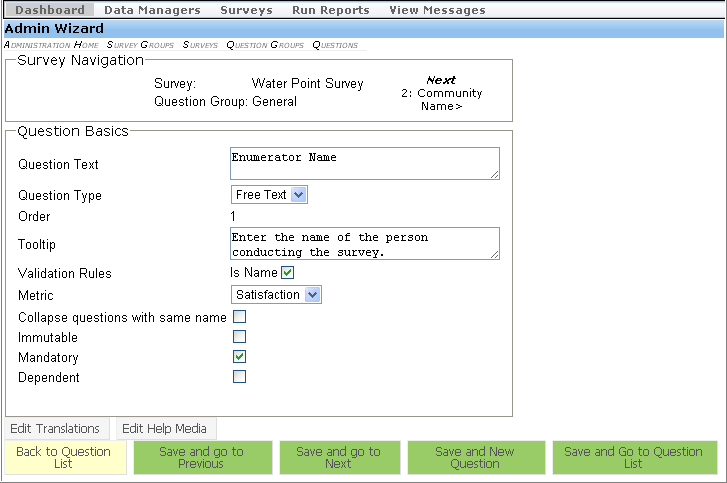 Dashboard Data Managers Surveys Run Reports View Messages
Admin Wizard
Administration Home Survey Groups Surveys Question Groups Questions
Survey Navigation
Survey: Water Point Survey
Question Group: General
Next
2: Community
Name>
Question Basics
Question Text
Enumerator Name
Question Type
Free Text
Order
1
Tooltip
Enter the name of the person
conducting the survey.
Validation Rules
Is Name
Metric
Satisfaction
Collapse questions with same name
Immutable
Mandatory
Dependent
Edit Translations
Edit Help Media
Back to Question
List
Save and go to
Previous
Save and go to
Next
Save and New
Question
Save and Go to Question
List